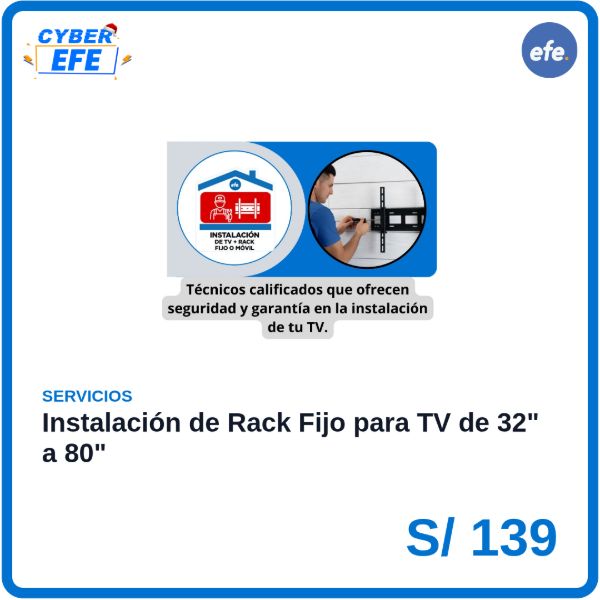 CYBER
EFE
efe.
efe
INSTALACIÓN
DE TV + RACK
FIJO O MÓVIL
Técnicos calificados que ofrecen
seguridad y garantía en la instalación
de tu TV.
SERVICIOS
Instalación de Rack Fijo para TV de 32"
a 80"
S/ 139